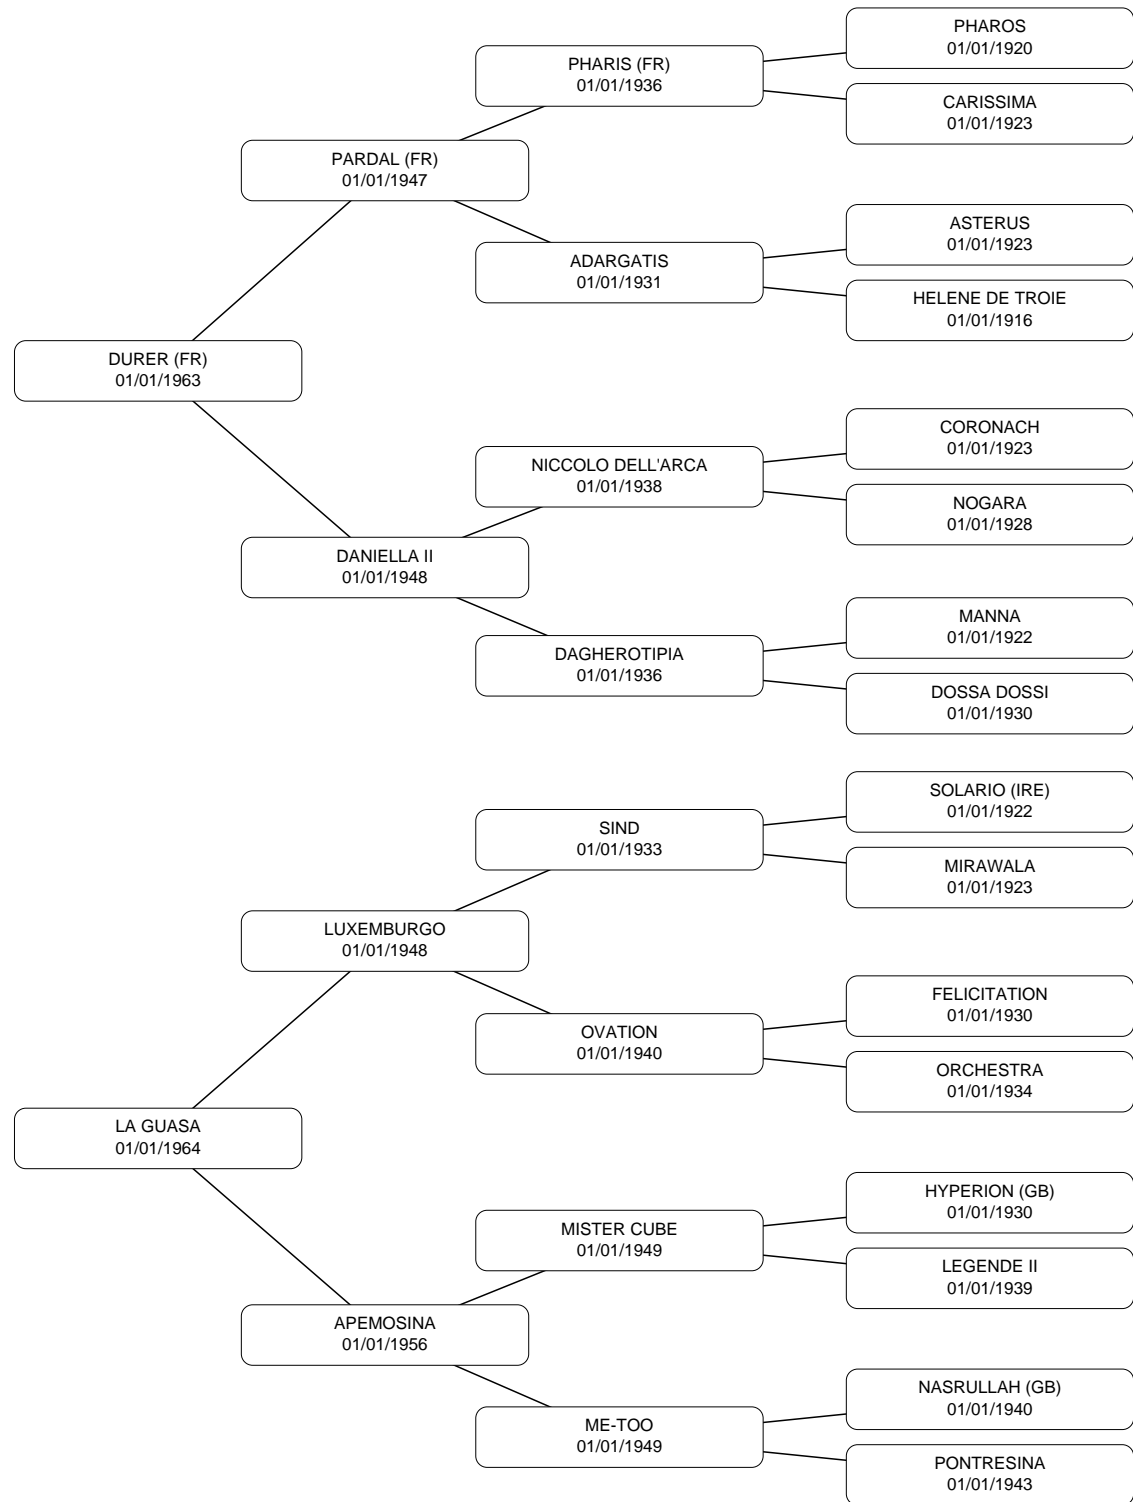 PHAROS
01/01/1920
PHARIS (FR)
01/01/1936
CARISSIMA
01/01/1923
PARDAL (FR)
01/01/1947
ASTERUS
01/01/1923
ADARGATIS
01/01/1931
HELENE DE TROIE
01/01/1916
DURER (FR)
01/01/1963
CORONACH
01/01/1923
NICCOLO DELL'ARCA
01/01/1938
NOGARA
01/01/1928
DANIELLA II
01/01/1948
MANNA
01/01/1922
DAGHEROTIPIA
01/01/1936
DOSSA DOSSI
01/01/1930
SOLARIO (IRE)
01/01/1922
SIND
01/01/1933
MIRAWALA
01/01/1923
LUXEMBURGO
01/01/1948
FELICITATION
01/01/1930
OVATION
01/01/1940
ORCHESTRA
01/01/1934
LA GUASA
01/01/1964
HYPERION (GB)
01/01/1930
MISTER CUBE
01/01/1949
LEGENDE II
01/01/1939
APEMOSINA
01/01/1956
NASRULLAH (GB)
01/01/1940
ME-TOO
01/01/1949
PONTRESINA
01/01/1943